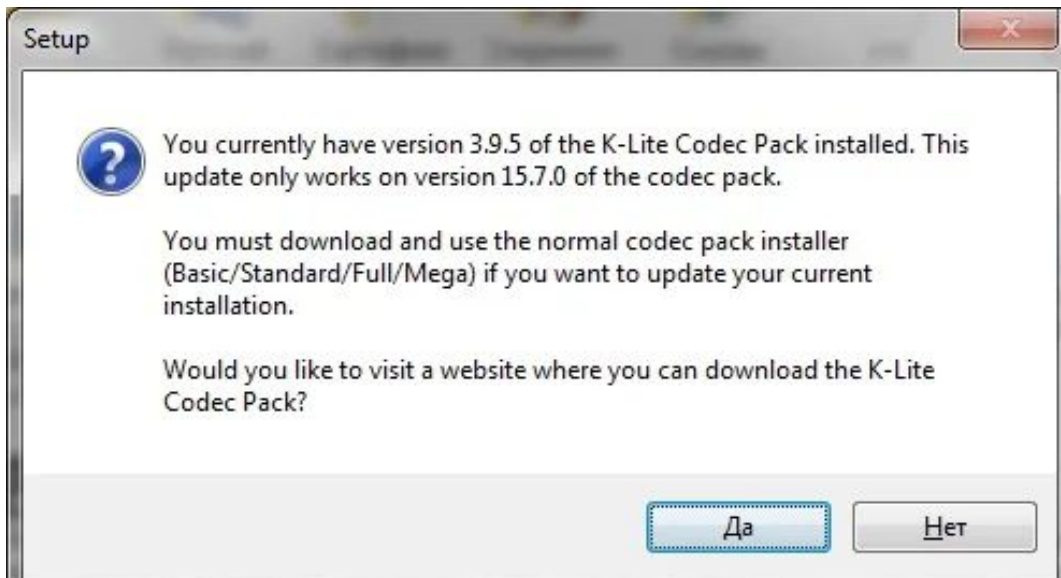 Setup
You currently have version 3.9.5 of the K-Lite Codec Pack installed. This
update only works on version 15.7.0 of the codec pack.
You must download and use the normal codec pack installer
(Basic/Standard/Full/Mega) if you want to update your current
installation.
Would you like to visit a website where you can download the K-Lite
Codec Pack?
Да
Нет